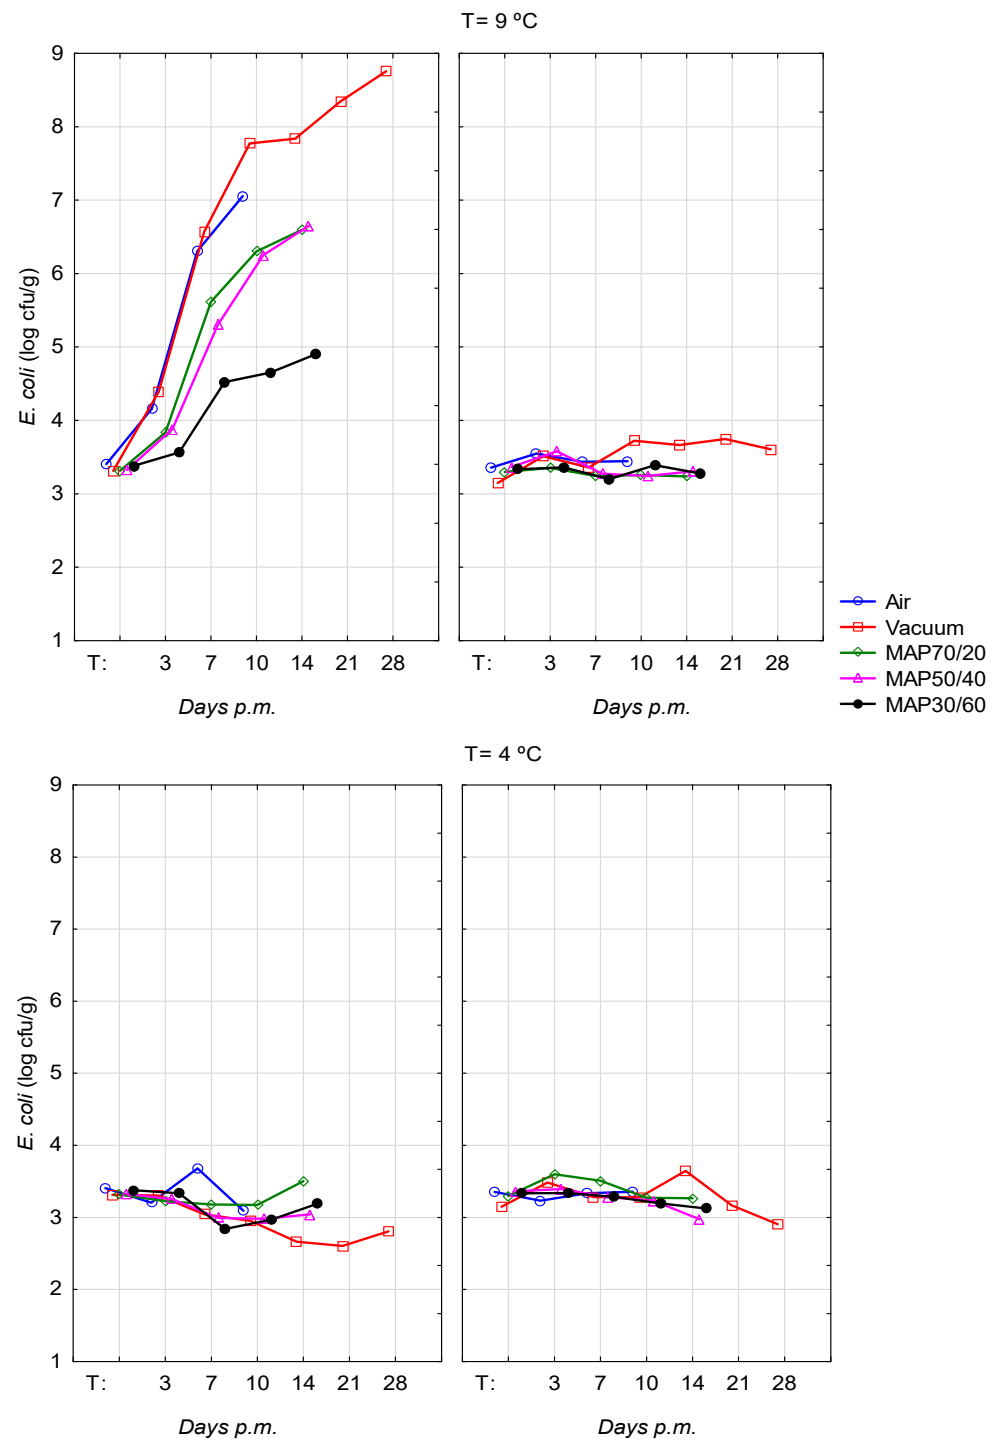 T= 9 ºC
9
8
7
6
5
4
3
2
1
E. coli (log cfu/g)
T: 3 7 10 14 21 28
T: 3 7 10 14 21 28
Days p.m.
Days p.m.
Air
Vacuum
MAP70/20
MAP50/40
MAP30/60
T= 4 ºC
9
8
7
6
5
4
3
2
1
E. coli (log cfu/g)
T: 3 7 10 14 21 28
T: 3 7 10 14 21 28
Days p.m.
Days p.m.